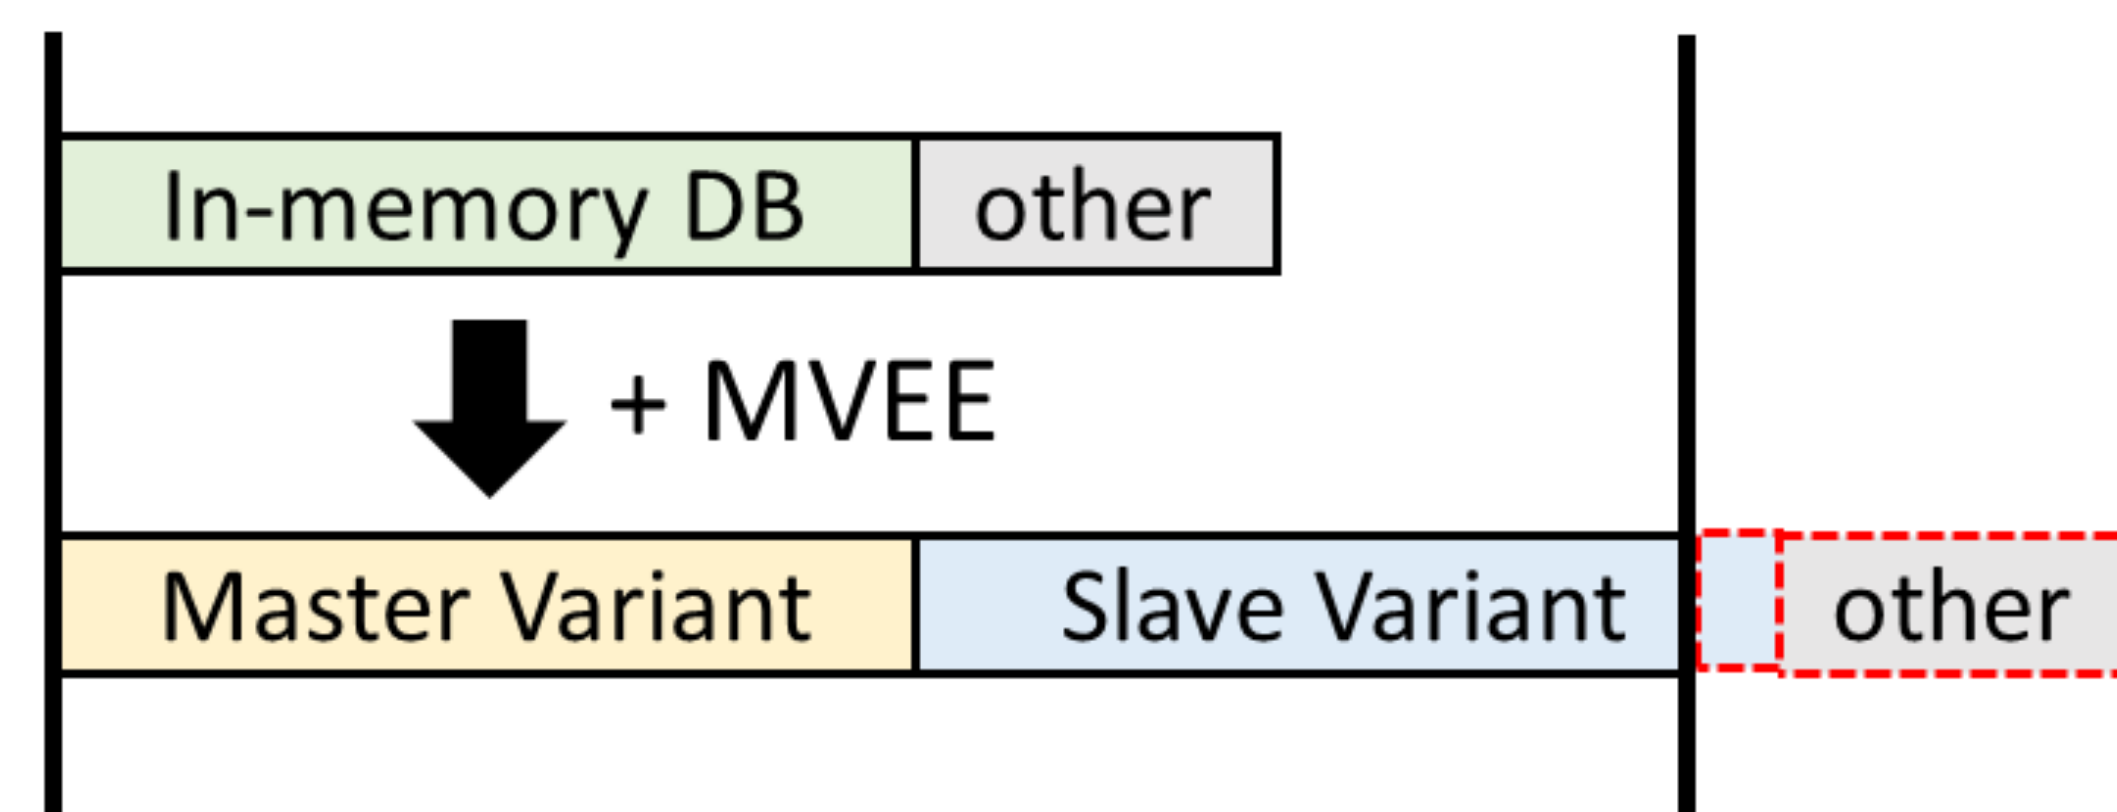 In-memory DB other
+ MVEE
Master Variant Slave Variant other